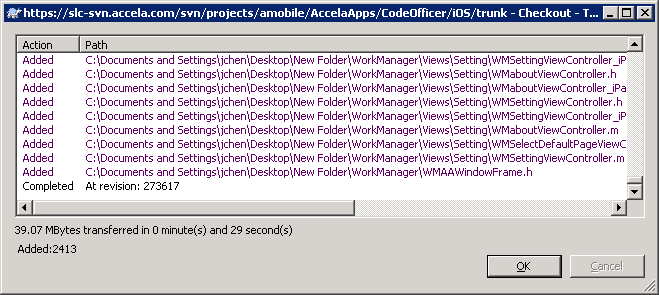 https://slc-svn.accela.com/svn/projects/amobile/AccelaApps/CodeOfficer/iOS/trunk - Checkout - T...
Action Path
Added C:\Documents and Settings\jchen\Desktop\New Folder\WorkManager\Views\Setting\WMSettingViewController_iP
Added C:\Documents and Settings\jchen\Desktop\New Folder\WorkManager\Views\Setting\WMaboutViewController.h
Added C:\Documents and Settings\jchen\Desktop\New Folder\WorkManager\Views\Setting\WMaboutViewController_iPa
Added C:\Documents and Settings\jchen\Desktop\New Folder\WorkManager\Views\Setting\WMSettingViewController.h
Added C:\Documents and Settings\jchen\Desktop\New Folder\WorkManager\Views\Setting\WMSettingViewController_iP
Added C:\Documents and Settings\jchen\Desktop\New Folder\WorkManager\Views\Setting\WMaboutViewController.m
Added C:\Documents and Settings\jchen\Desktop\New Folder\WorkManager\Views\Setting\WMSelectDefaultPageViewC
Added C:\Documents and Settings\jchen\Desktop\New Folder\WorkManager\Views\Setting\WMSettingViewController.m
Added C:\Documents and Settings\jchen\Desktop\New Folder\WorkManager\WMAAWindowFrame.h
Completed At revision: 273617
39.07 MBytes transferred in 0 minute(s) and 29 second(s)
Added:2413
OK Cancel